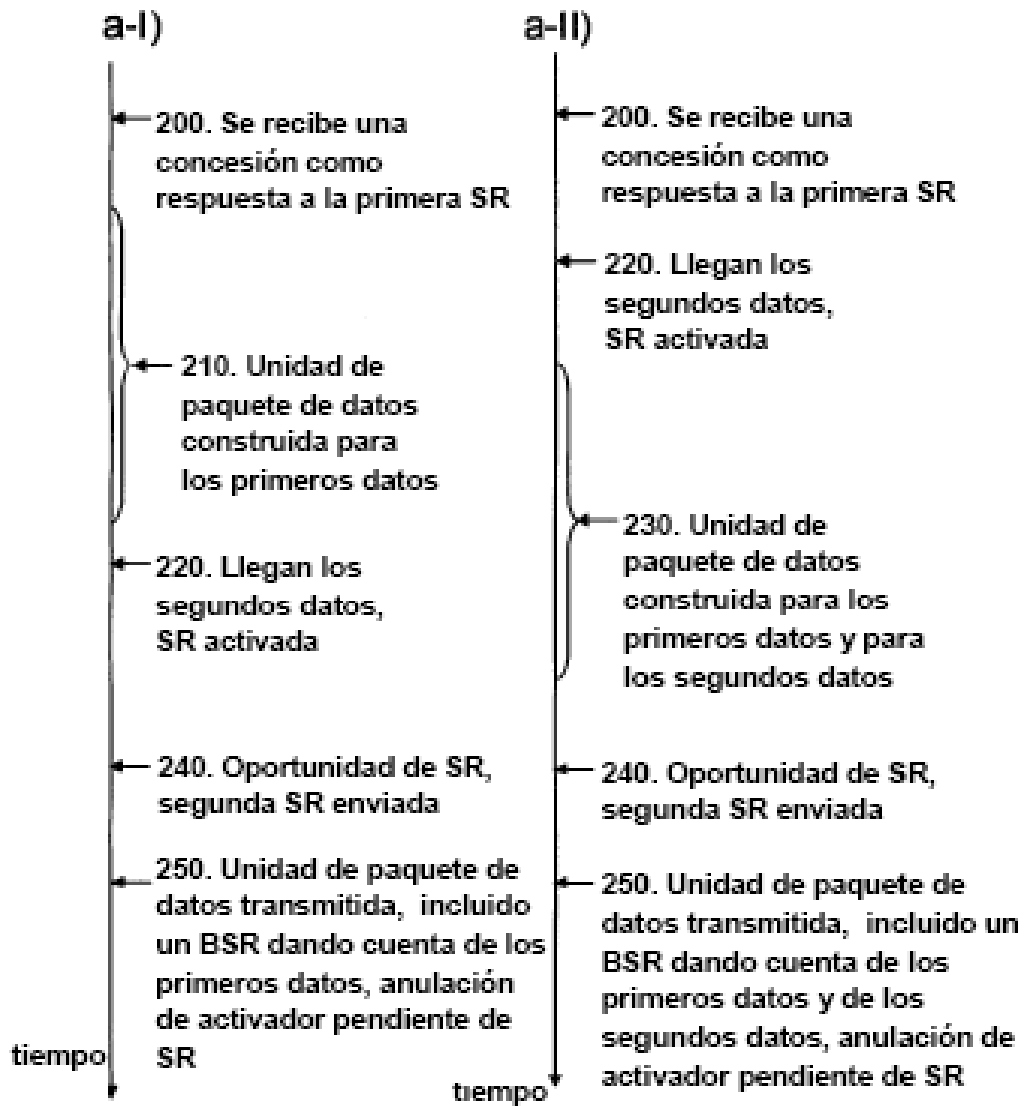 a-I)
200. Se recibe una
concesión como
respuesta a la primera SR
210. Unidad de
paquete de datos
construida para
los primeros datos
220. Llegan los
segundos datos,
SR activada
240. Oportunidad de SR,
segunda SR enviada
250. Unidad de paquete de
datos transmitida, incluido
un BSR dando cuenta de los
primeros datos, anulación
de activador pendiente de
SR
tiempo
a-II)
200. Se recibe una
concesión como
respuesta a la primera SR
220. Llegan los
segundos datos,
SR activada
230. Unidad de
paquete de datos
construida para los
primeros datos y para
los segundos datos
240. Oportunidad de SR,
segunda SR enviada
250. Unidad de paquete de
datos transmitida, incluido un
BSR dando cuenta de los
primeros datos y de los
segundos datos, anulación de
activador pendiente de SR
tiempo